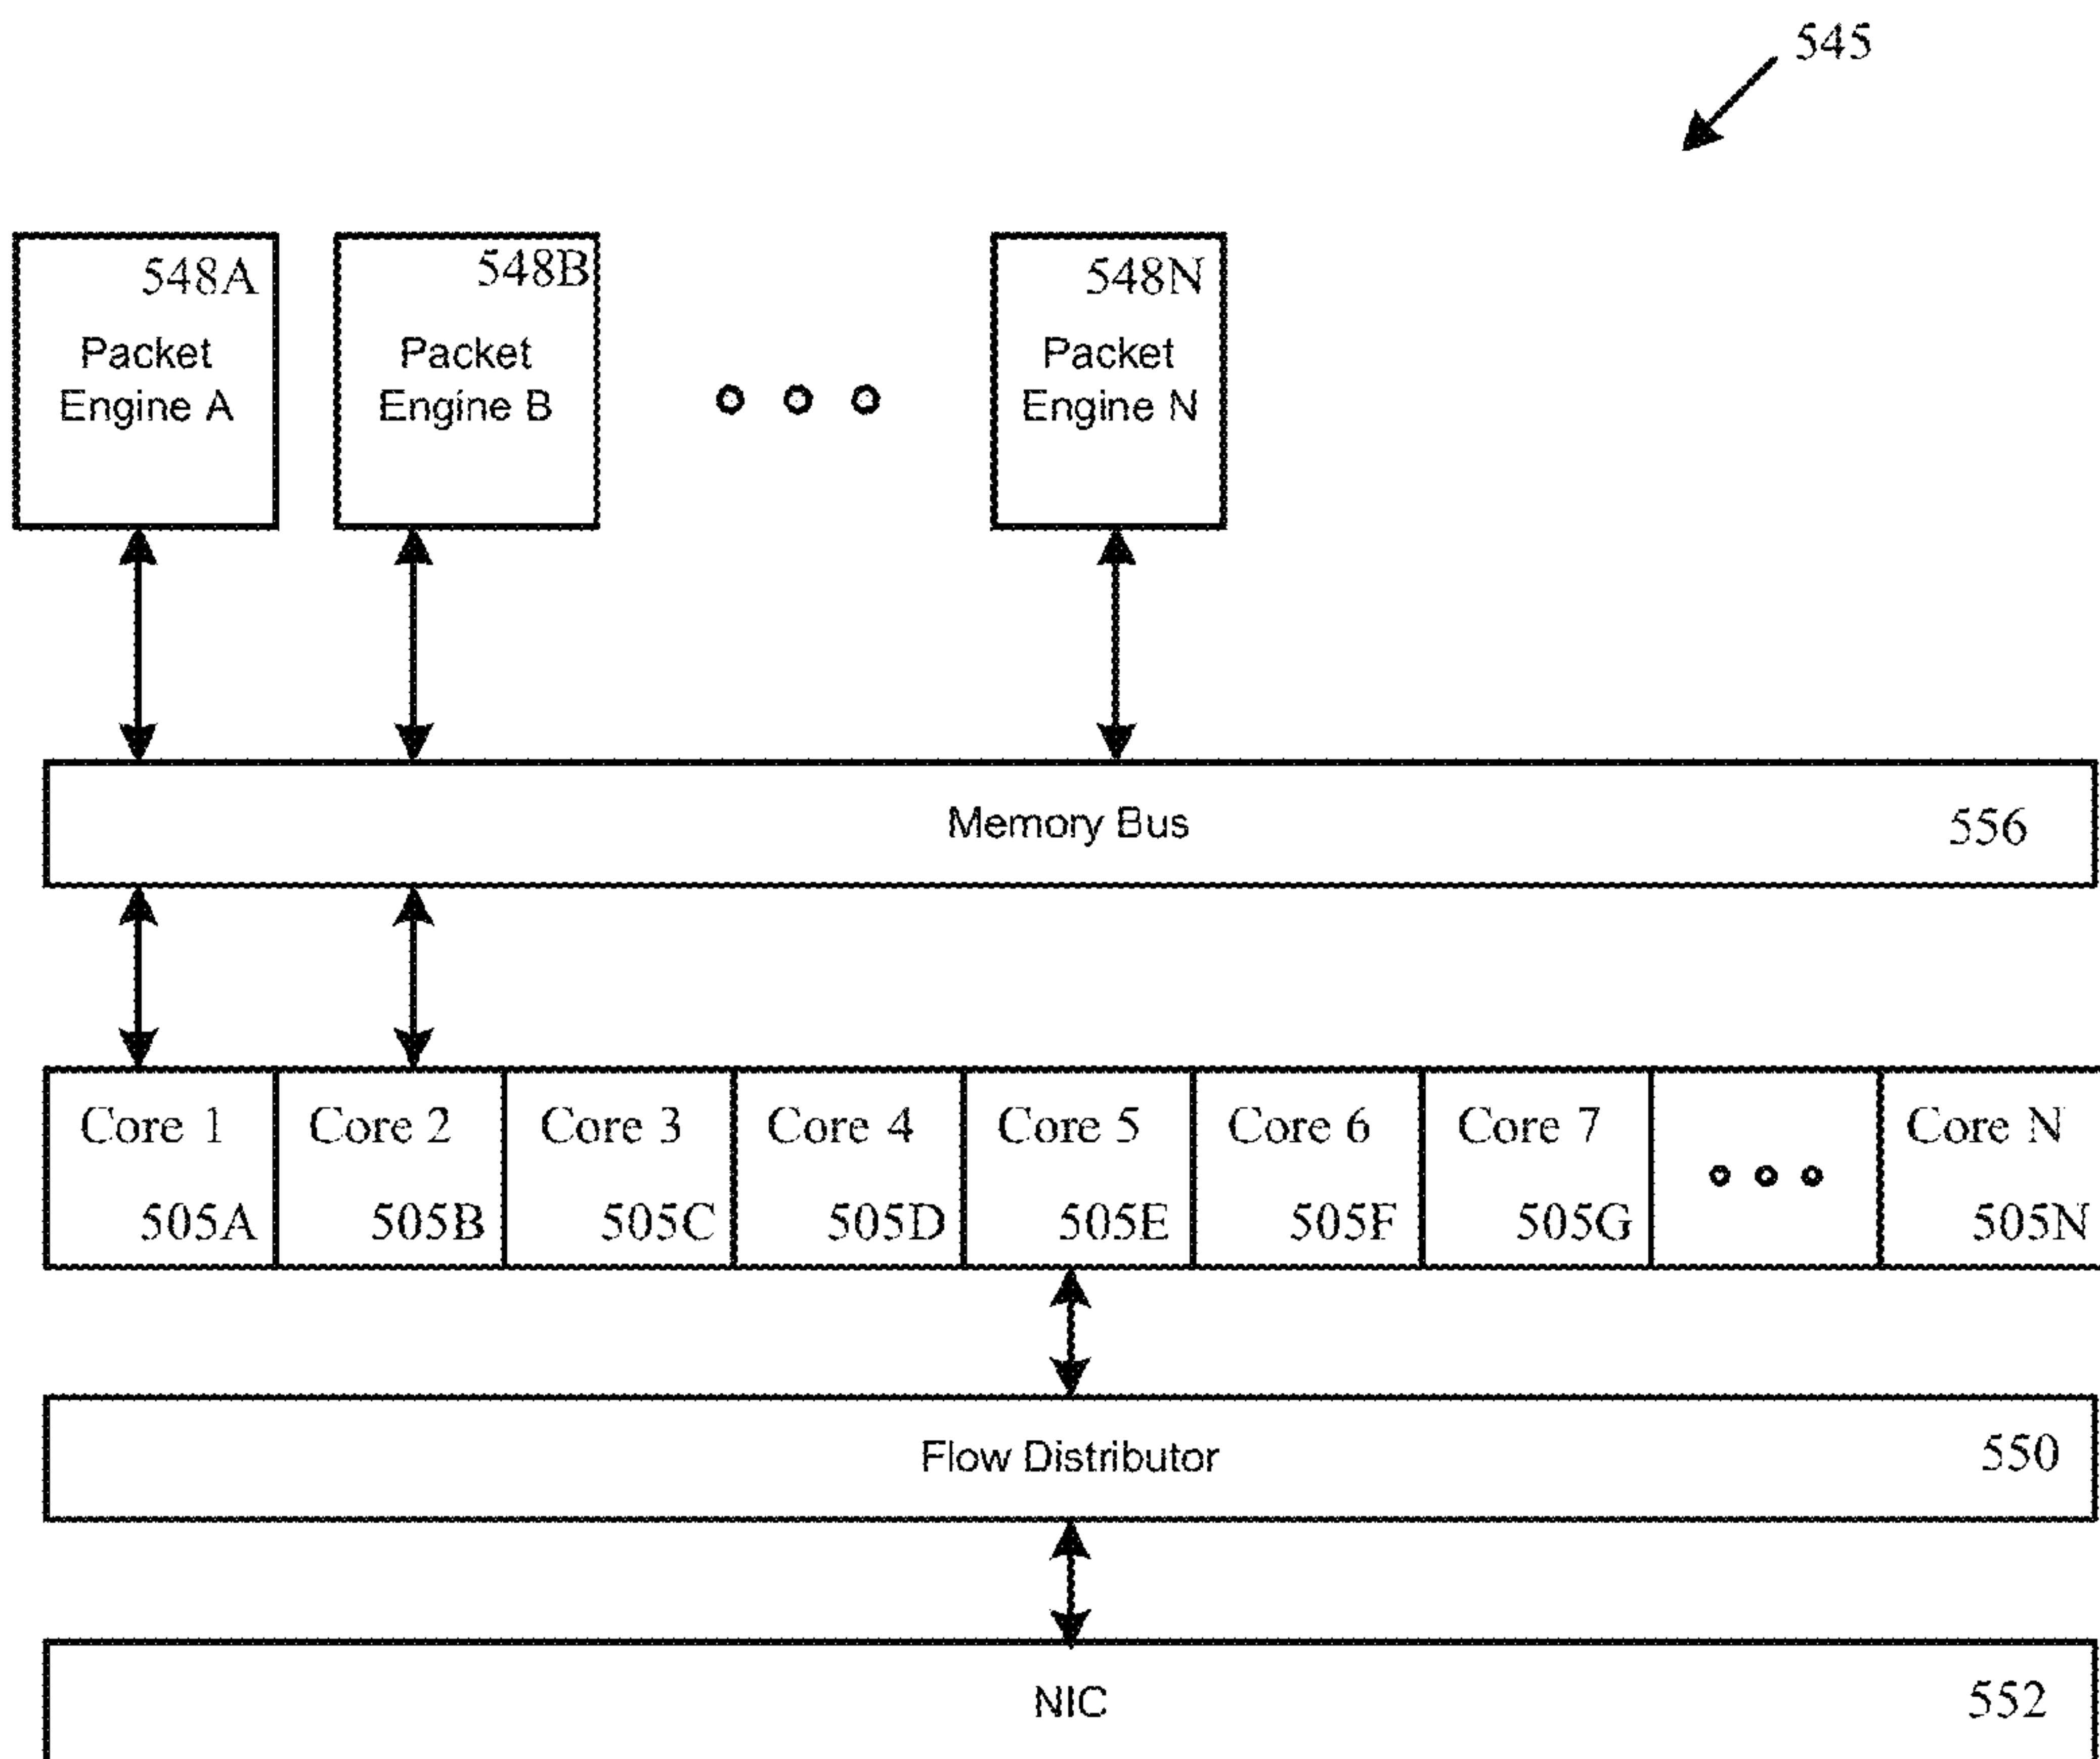 545
548A
Packet
Engine A
548B
Packet
Engine B
548N
Packet
Engine N
Memory Bus
556
Core 1
505A
Core 2
505B
Core 3
505C
Core 4
505D
Core 5
505E
Core 6
505F
Core 7
505G
Core N
505N
Flow Distributor
550
NIC
552